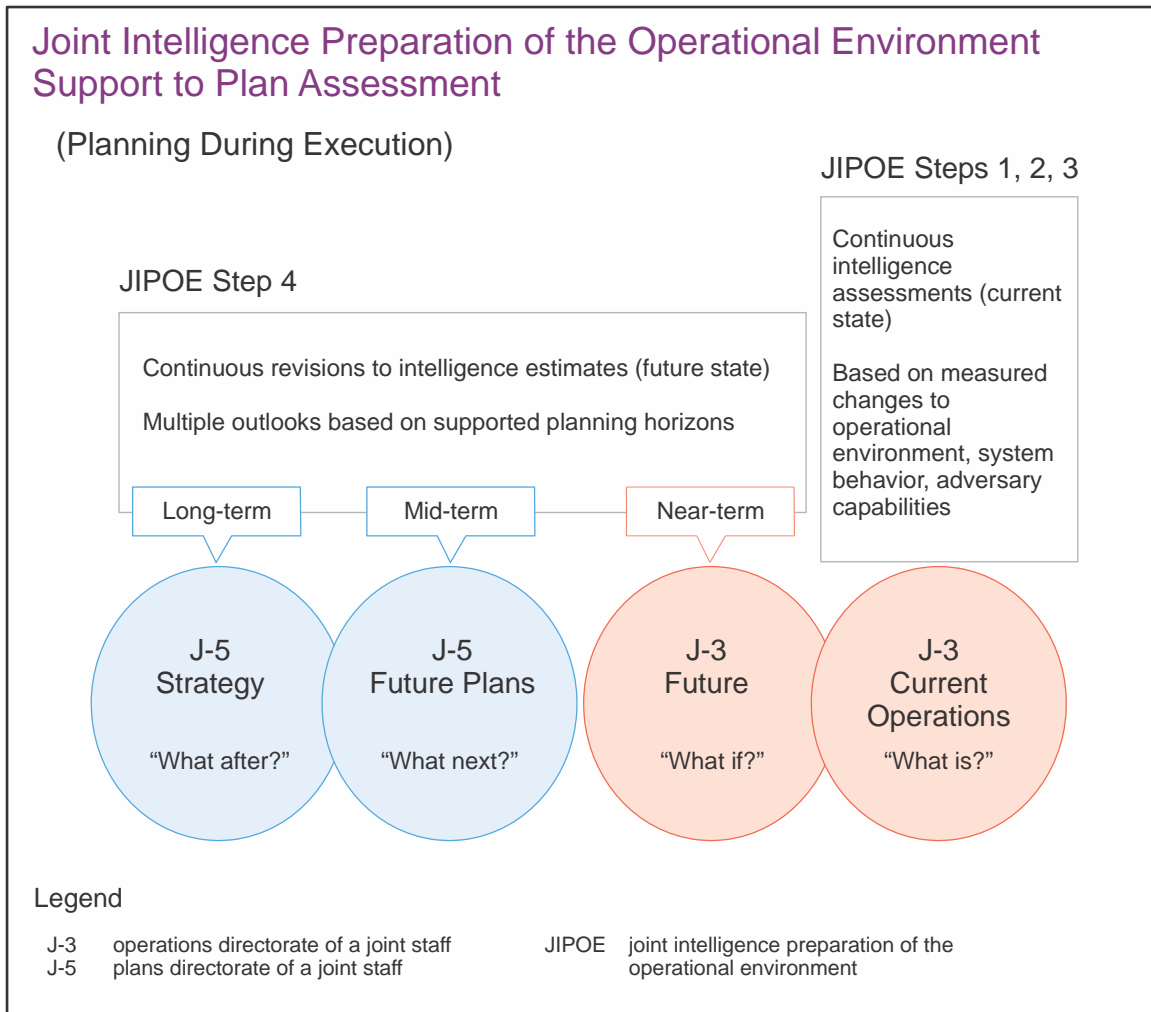 Joint Intelligence Preparation of the Operational Environment
Support to Plan Assessment
(Planning During Execution)
JIPOE Steps 1, 2, 3
Continuous
intelligence
assessments (current
state)
Based on measured
changes to
operational
environment, system
behavior, adversary
capabilities
JIPOE Step 4
Continuous revisions to intelligence estimates (future state)
Multiple outlooks based on supported planning horizons
Long-term
Mid-term
Near-term
J-5
Strategy
“What after?”
J-5
Future Plans
“What next?”
J-3
Future
“What if?”
J-3
Current
Operations
“What is?”
Legend
J-3 operations directorate of a joint staff
J-5 plans directorate of a joint staff
JIPOE joint intelligence preparation of the
operational environment